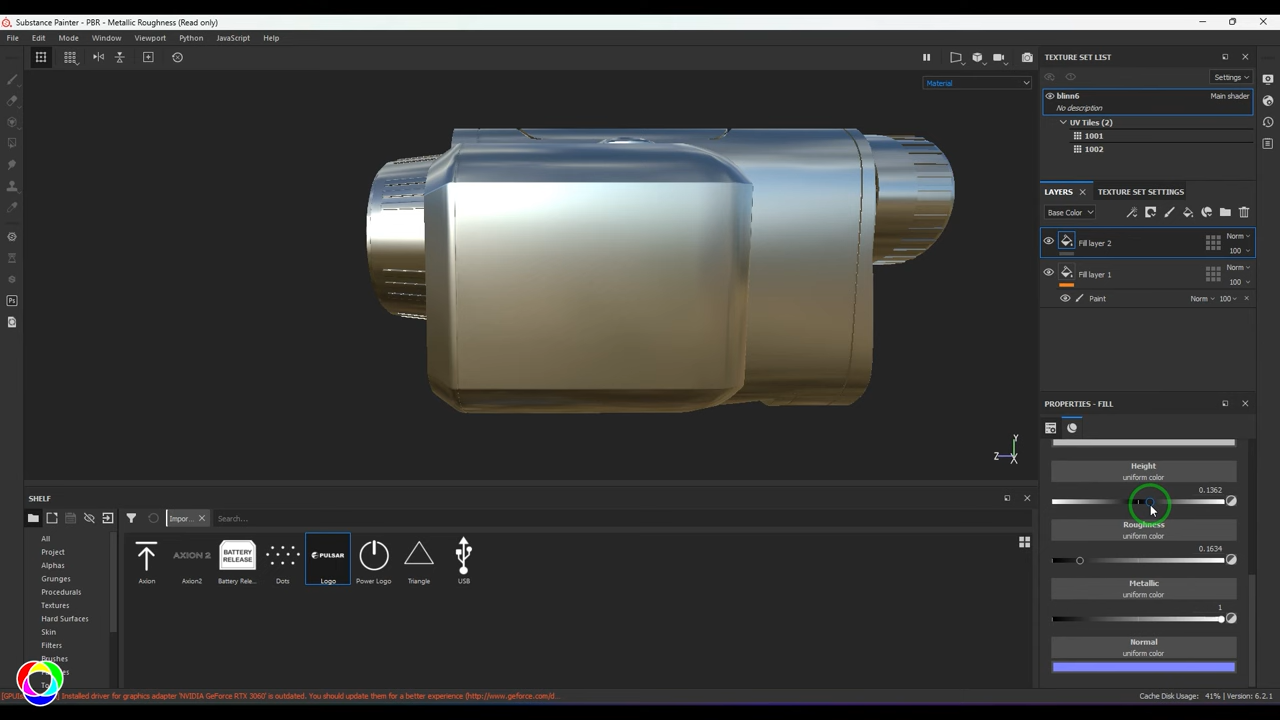 Substance Painter - PBR - Metallic Roughness (Read only)
File Edit Mode Window Viewport Python JavaScript Help
Material
TEXTURE SET LIST
Settings
blinn6 Main shader
No description
UV Tiles (2)
1001
1002
LAYERS TEXTURE SET SETTINGS
Base Color
Fill layer 2 Norm 100
Fill layer 1 Norm 100
Paint Norm 100
PROPERTIES - FILL
Height
uniform color
0.1362
Roughness
uniform color
0.1634
Metallic
uniform color
1
Normal
uniform color
Y
Z
X
SHELF
Impor... Search...
All
Project
Alphas
Grunges
Procedurals
Textures
Hard Surfaces
Skin
Filters
Brushes
AXION 2 BATTERY RELEASE PULSAR
Axion Axion2 Battery Rele... Dots Logo Power Logo Triangle USB
Installed driver for graphics adapter 'NVIDIA GeForce RTX 3060' is outdated. You should update them for a better experience (http://www.geforce.com/d...
Cache Disk Usage: 41% | Version: 6.2.1